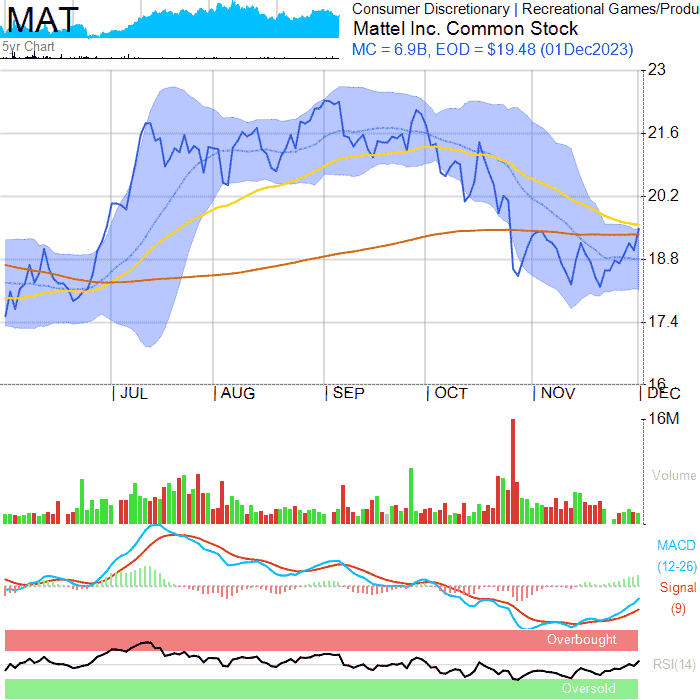 MAT
5yr Chart
Consumer Discretionary | Recreational Games/Produ
Mattel Inc. Common Stock
MC = 6.9B, EOD = $19.48 (01Dec2023)
23
21.6
20.2
18.8
17.4
16
JUL AUG SEP OCT NOV DEC
16M
Volume
MACD
(12-26)
Signal
(9)
Overbought
RSI(14)
Oversold